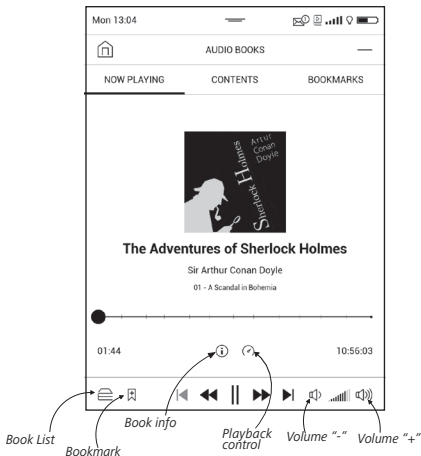 Mon 13:04
AUDIO BOOKS
NOW PLAYING CONTENTS BOOKMARKS
Artur
Conan
Doyle
Sherlock Holmes
The Adventures of Sherlock Holmes
Sir Arthur Conan Doyle
01 - A Scandal in Bohemia
01:44 10:56:03
Book List
Bookmark
Book info
Playback
control
Volume “-”
Volume “+”